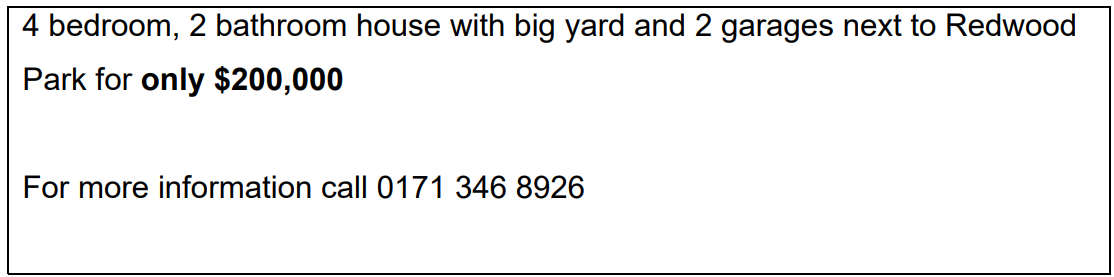 4 bedroom, 2 bathroom house with big yard and 2 garages next to Redwood
Park for only $200,000
For more information call 0171 346 8926